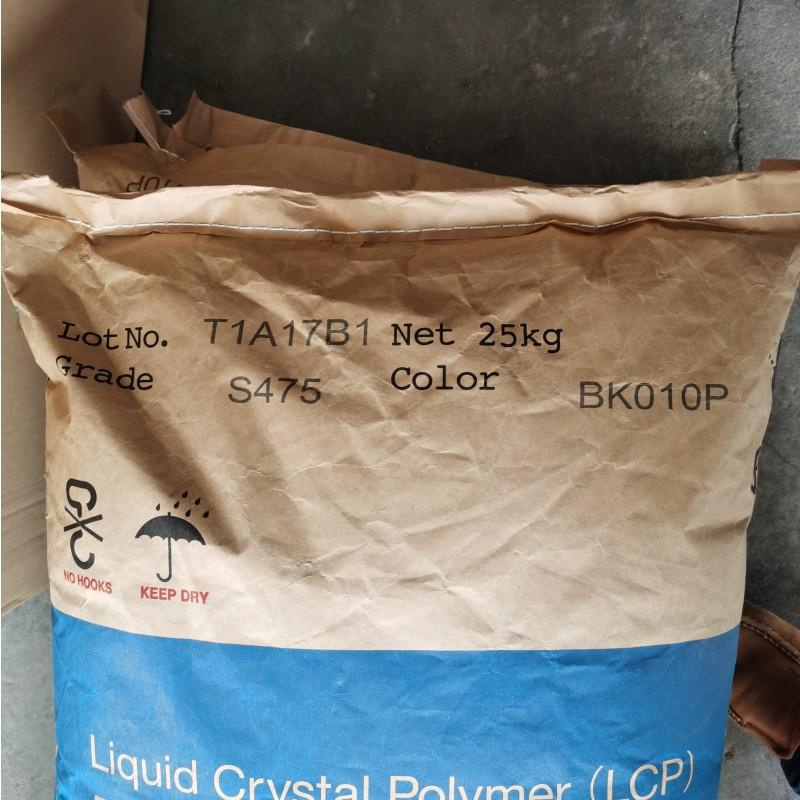 Lot No. T1A17B1 Net 25kg
Grade S475 Color BK010P
NO HOOKS
KEEP DRY
Liquid Crystal Polymer (LCP)